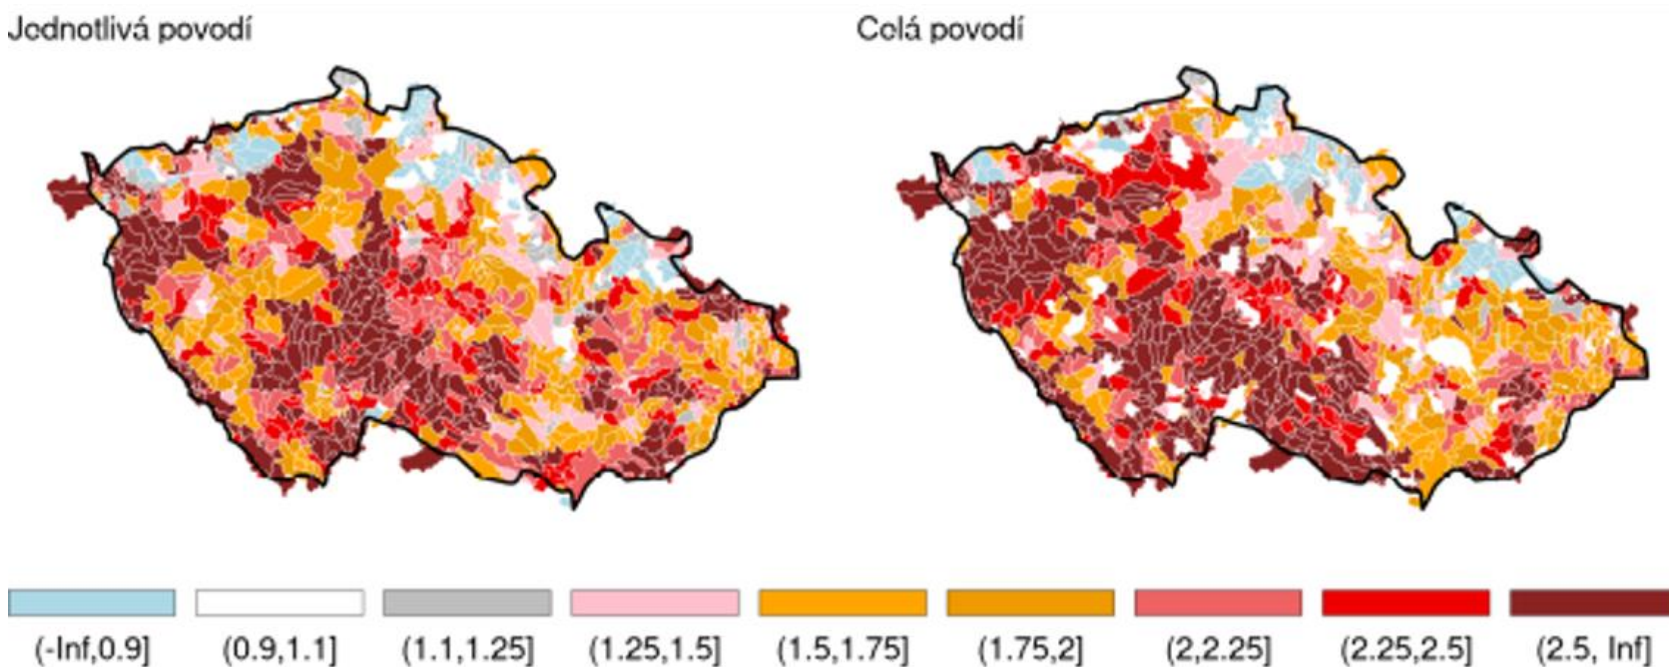 Jednotlivá povodí
Celá povodí
(-Inf,0.9]
(0.9,1.1]
(1.1,1.25]
(1.25,1.5]
(1.5,1.75]
(1.75,2]
(2,2.25]
(2.25,2.5]
(2.5, Inf]